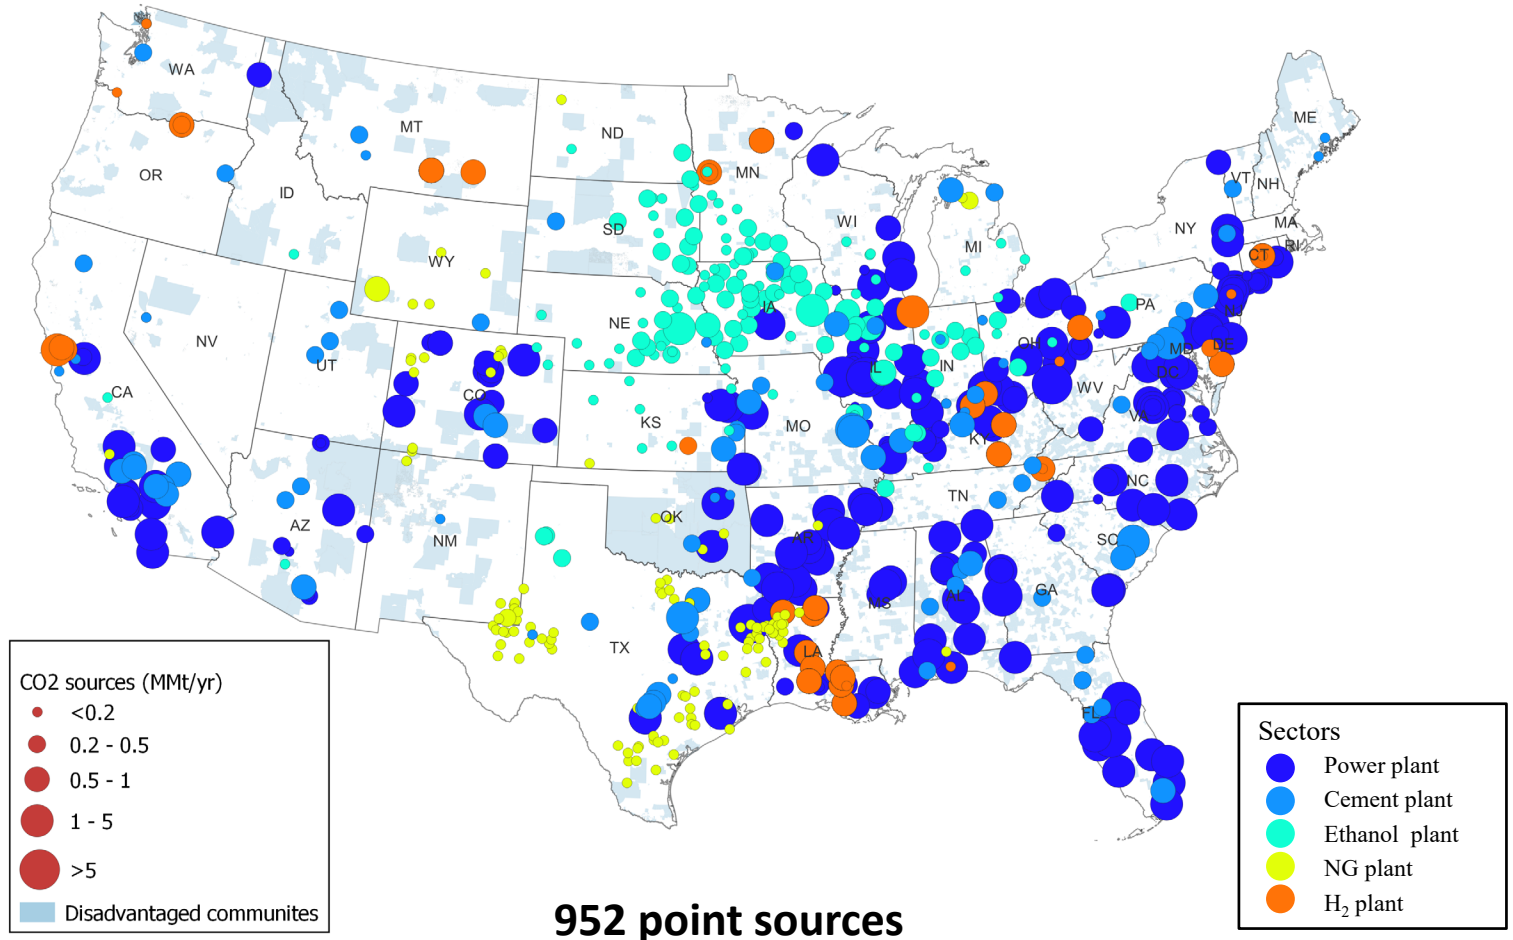 WA
MT
ND
ME
OR
ID
MN
VT
NH
SD
WI
NY
MA
MI
RI
WY
CT
IA
PA
NE
NJ
NV
OH
MD
DE
UT
IL
IN
DC
CA
CO
WV
KS
MO
VA
KY
NC
TN
OK
AZ
NM
AR
SC
MS
AL
GA
TX
LA
FL
CO2 sources (MMt/yr)
<0.2
0.2 - 0.5
0.5 - 1
1 - 5
>5
Disadvantaged communites
Sectors
Power plant
Cement plant
Ethanol plant
NG plant
H2 plant
952 point sources